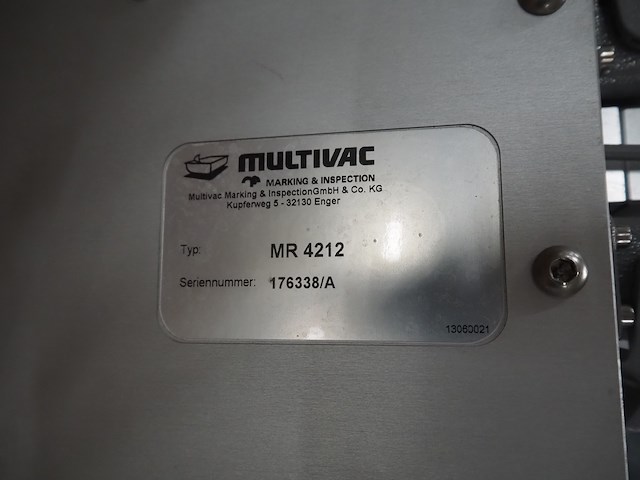 MULTIVAC
MARKING & INSPECTION
Multivac Marking & InspectionGmbH & Co. KG
Kupferweg 5 - 32130 Enger
Typ: MR 4212
Seriennummer: 176338/A
13060021